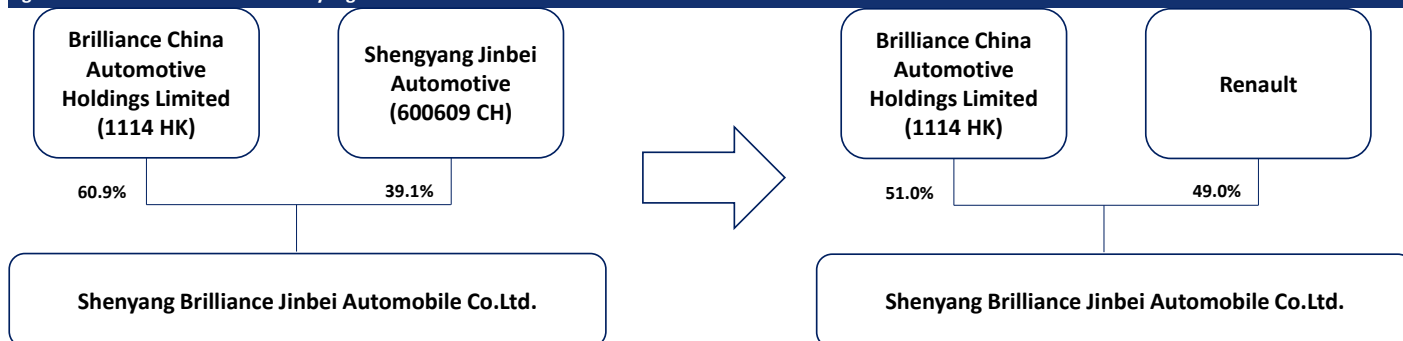 Brilliance China
Automotive
Holdings Limited
(1114 HK)
Shengyang Jinbei
Automotive
(600609 CH)
60.9%
39.1%
Shenyang Brilliance Jinbei Automobile Co.Ltd.
Brilliance China
Automotive
Holdings Limited
(1114 HK)
Renault
51.0%
49.0%
Shenyang Brilliance Jinbei Automobile Co.Ltd.